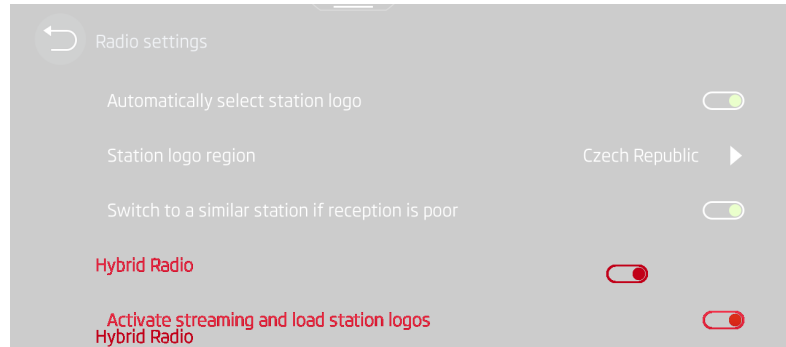 Radio settings
Automatically select station logo
Station logo region Czech Republic
Switch to a similar station if reception is poor
Hybrid Radio
Activate streaming and load station logos
Hybrid Radio